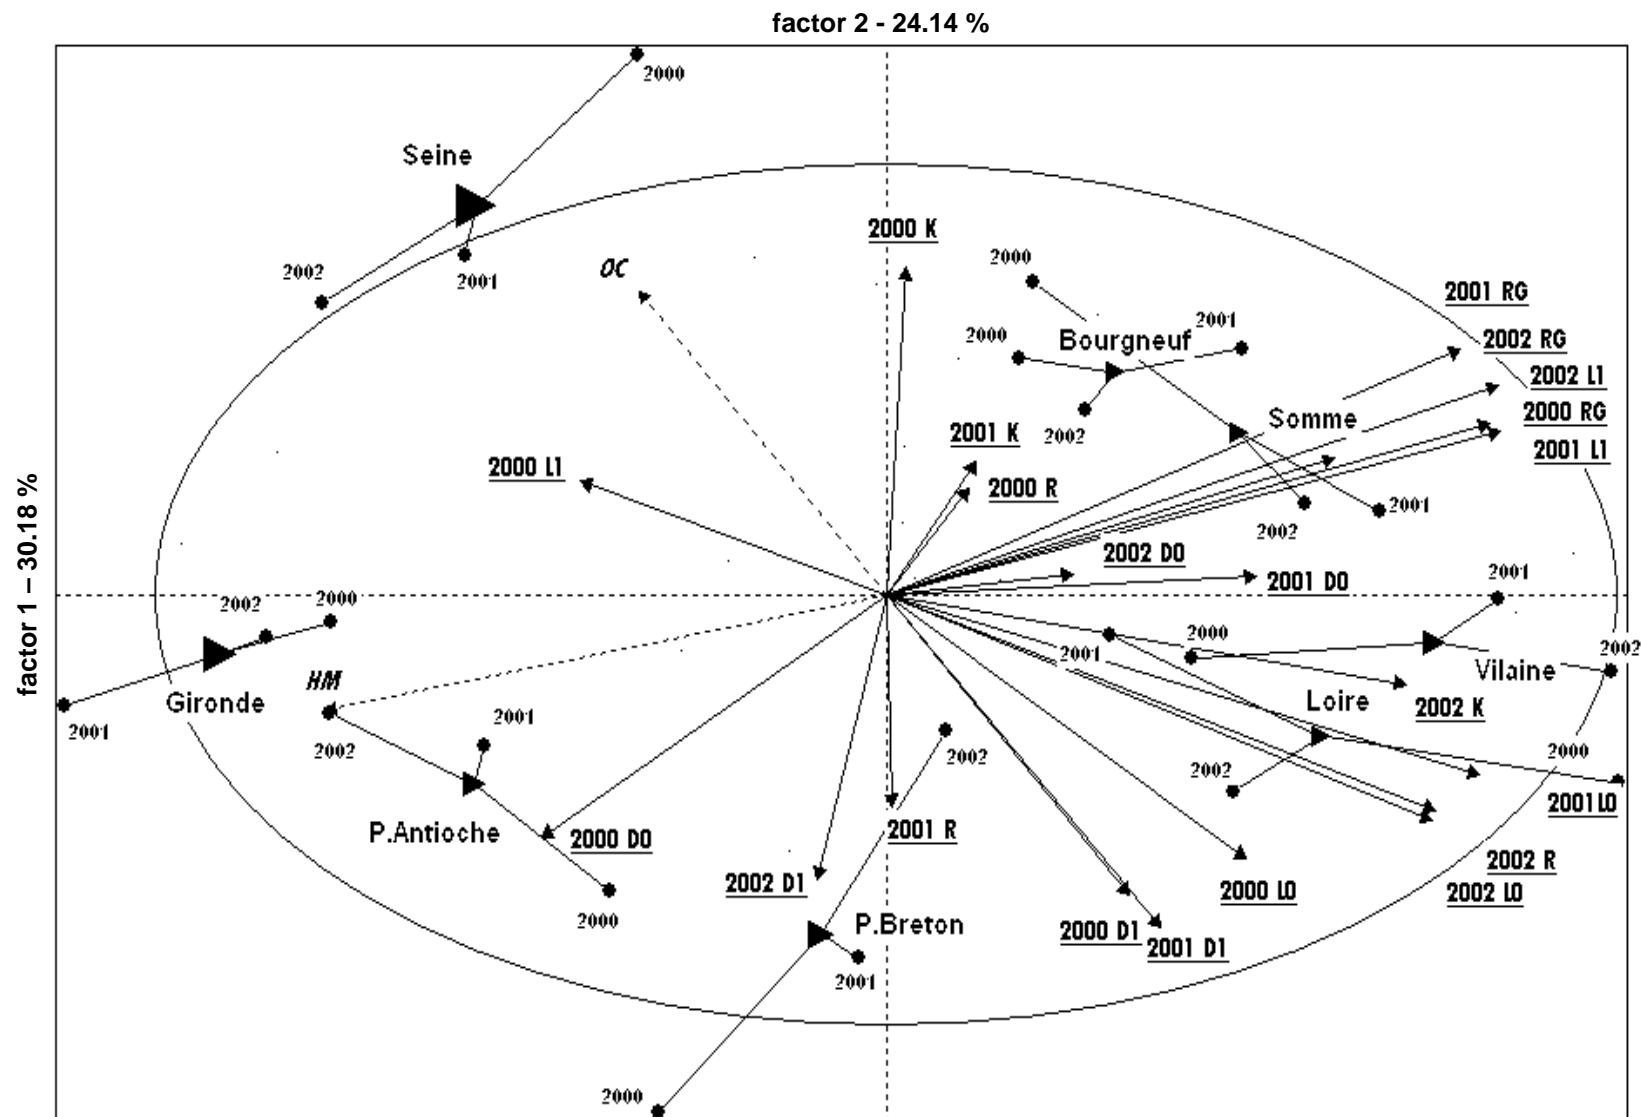 factor 2 - 24.14 %
2000
Seine
2000 K
2000
OC
2002
2001
2001 RG
2001
2000
Bourgneuf
2002 RG
2002 L1
2000 RG
Somme
2002
2001 K
2001 L1
2000 L1
2000 R
2001
2002
2002 D0
2001 D0
2001
factor 1 – 30.18 %
2002
2000
2000
2002
2001
Vilaine
HM
Gironde
Loire
2002 K
2001
2001
2002
2002
2000
2002
2001 L0
P.Antioche
2000 D0
2001 R
2002 R
2002 D1
2000 L0
2002 L0
2000
P.Breton
2000 D1
2001 D1
2001
2000